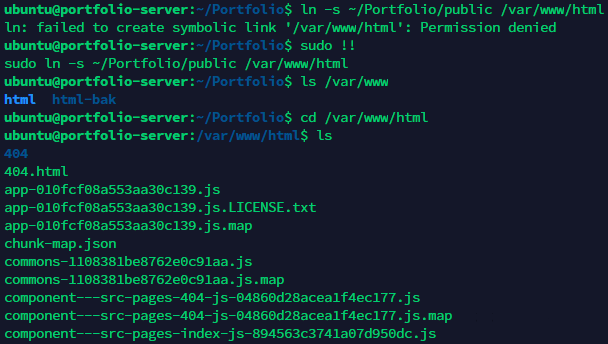 ubuntu@portfolio-server:~/Portfolio$ ln -s ~/Portfolio/public /var/www/html
ln: failed to create symbolic link '/var/www/html': Permission denied
ubuntu@portfolio-server:~/Portfolio$ sudo !!
sudo ln -s ~/Portfolio/public /var/www/html
ubuntu@portfolio-server:~/Portfolio$ ls /var/www
html  html-bak
ubuntu@portfolio-server:~/Portfolio$ cd /var/www/html
ubuntu@portfolio-server:/var/www/html$ ls
404
404.html
app-010fcf08a553aa30c139.js
app-010fcf08a553aa30c139.js.LICENSE.txt
app-010fcf08a553aa30c139.js.map
chunk-map.json
commons-1108381be8762e0c91aa.js
commons-1108381be8762e0c91aa.js.map
component---src-pages-404-js-04860d28acea1f4ec177.js
component---src-pages-404-js-04860d28acea1f4ec177.js.map
component---src-pages-index-js-894563c3741a07d950dc.js